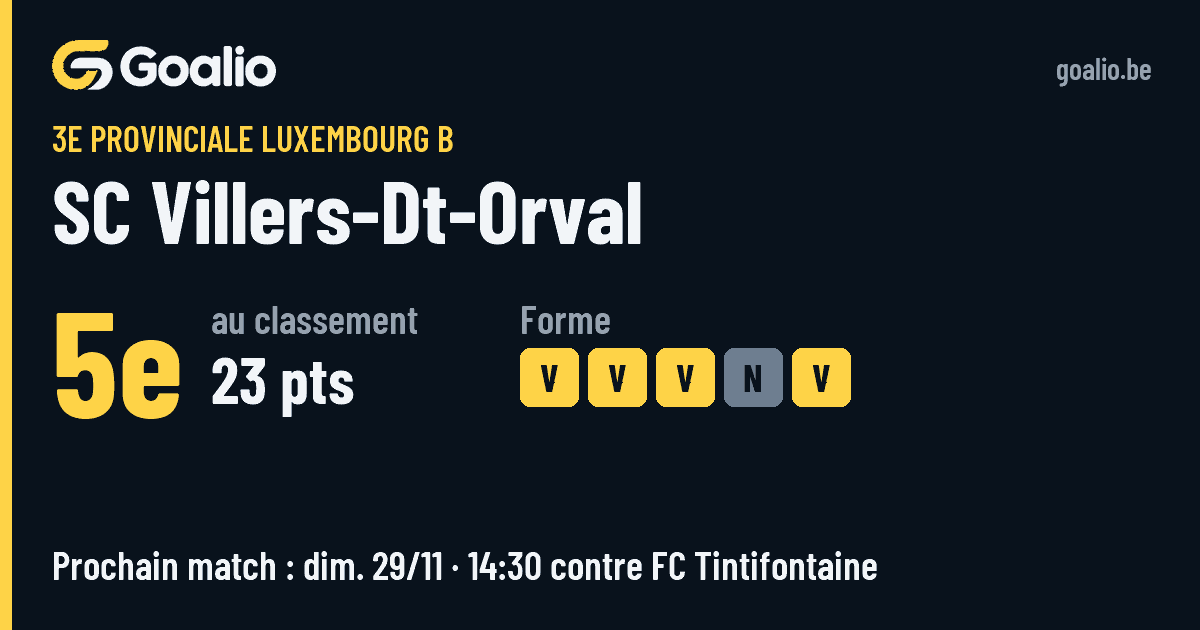 Goalio
goalio.be
3E PROVINCIALE LUXEMBOURG B
SC Villers-Dt-Orval
5e
au classement
23 pts
Forme
V V V N V
Prochain match : dim. 29/11 · 14:30 contre FC Tintifontaine